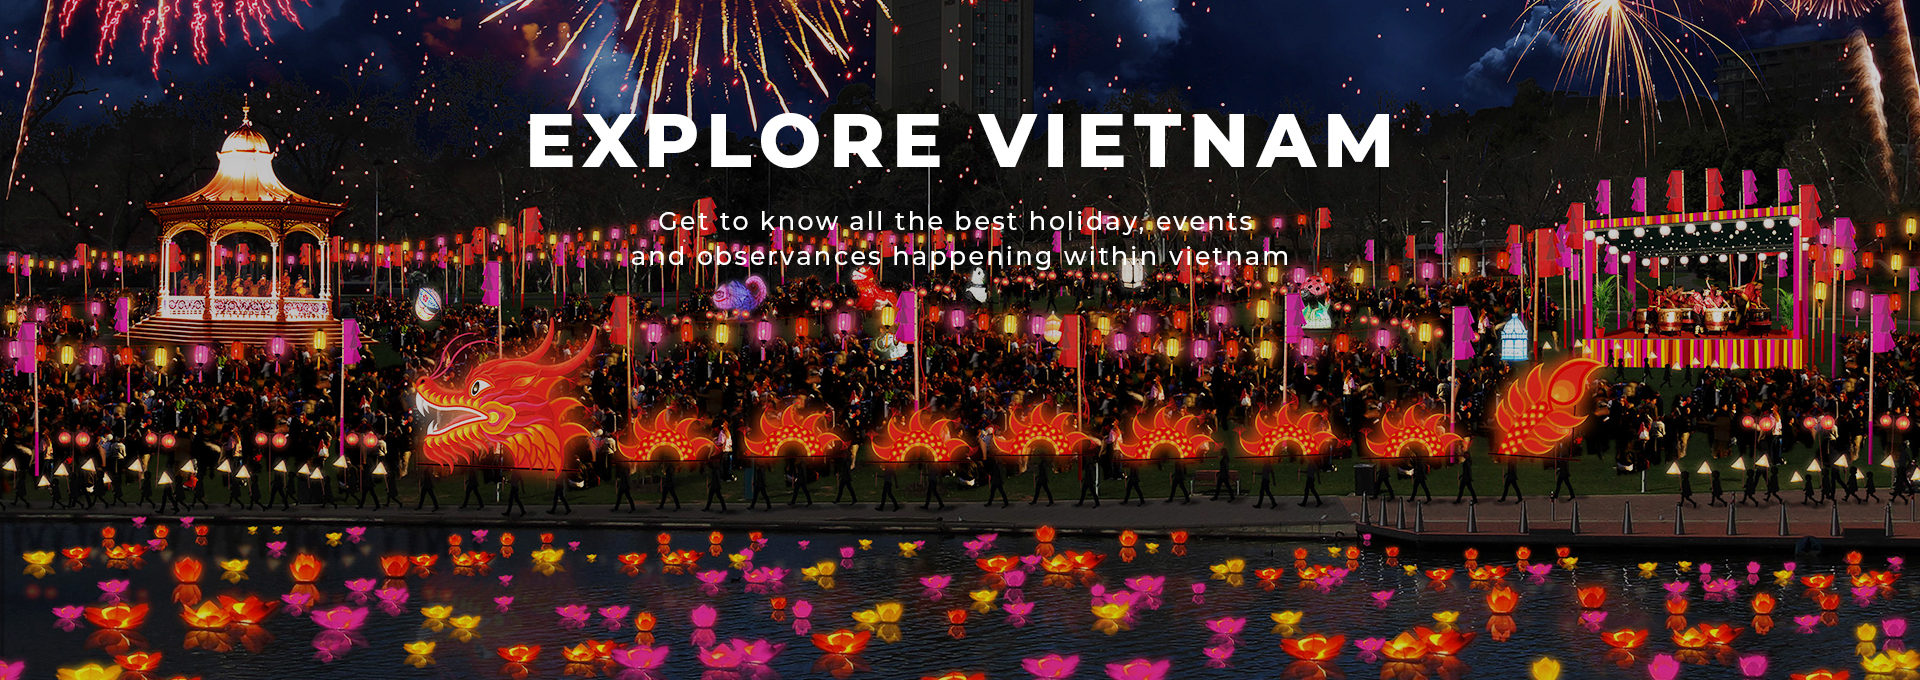 EXPLORE VIETNAM
Get to know all the best holiday, events
and observances happening within vietnam